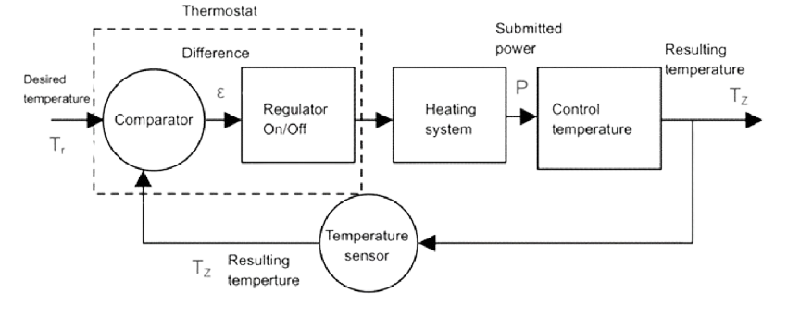 Thermostat
Submitted
power
Difference
Resulting
temperature
Desired
temperature
ε
P
T_z
Comparator
Regulator
On/Off
Heating
system
Control
temperature
T_r
Temperature
sensor
T_z
Resulting
temperture